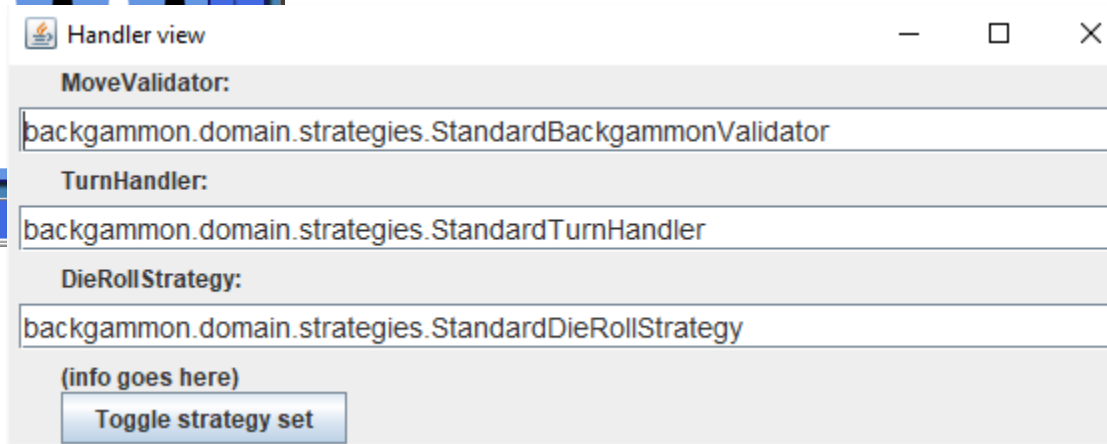 Handler view
MoveValidator:
backgammon.domain.strategies.StandardBackgammonValidator
TurnHandler:
backgammon.domain.strategies.StandardTurnHandler
DieRollStrategy:
backgammon.domain.strategies.StandardDieRollStrategy
(info goes here)
Toggle strategy set